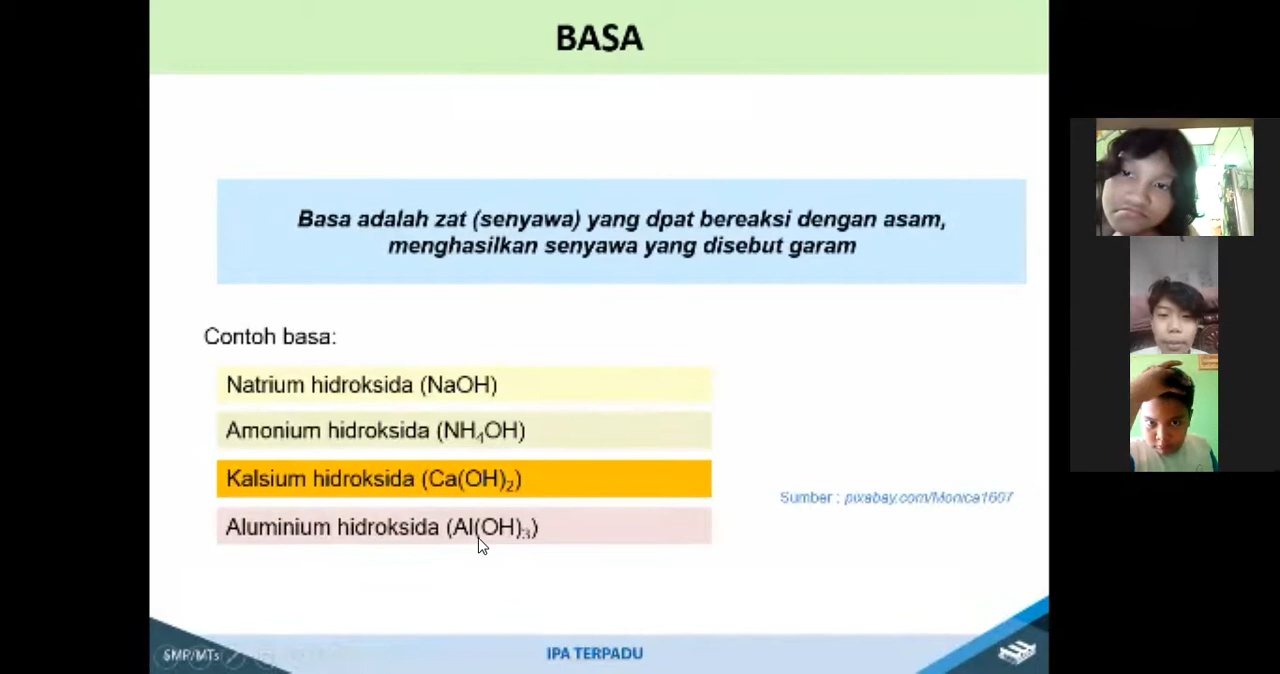 BASA
Basa adalah zat (senyawa) yang dpat bereaksi dengan asam,
menghasilkan senyawa yang disebut garam
Contoh basa:
Natrium hidroksida (NaOH)
Amonium hidroksida (NH₄OH)
Kalsium hidroksida (Ca(OH)₂)
Aluminium hidroksida (Al(OH)₃)
Sumber : pixabay.com/Monica1607
SMP/MTs
IPA TERPADU